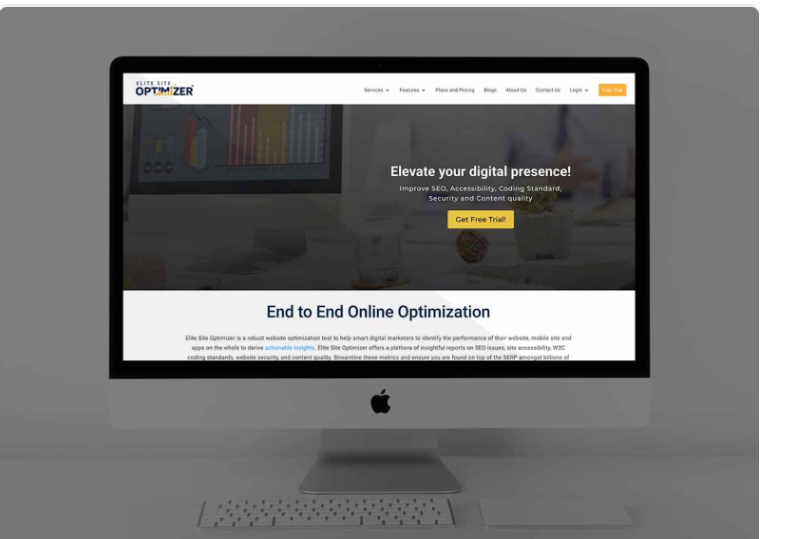 ELITE SITE
OPTIMIZER
Services Features Plans and Pricing Blogs About Us Contact Us Login Free Trial
Elevate your digital presence!
Improve SEO, Accessibility, Coding Standard,
Security and Content quality
Get Free Trial!
End to End Online Optimization
Elite Site Optimizer is a robust website optimization tool to help smart digital marketers to identify the performance of their website, mobile site and
apps on the whole to derive actionable insights. Elite Site Optimizer offers a plethora of insightful reports on SEO issues, site accessibility, W3C
coding standards, website security, and content quality. Streamline these metrics and ensure you are found on top of the SERP amongst billions of